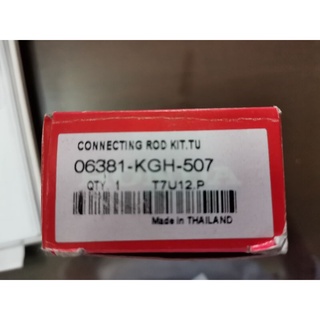 CONNECTING ROD KIT.TU
06381-KGH-507
QTY 1 T7U12.P
Made in THAILAND